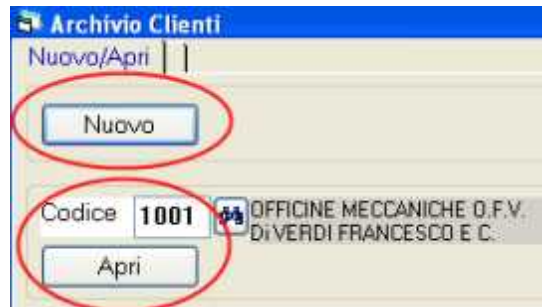 Archivio Clienti
Nuovo/Apri
Nuovo
Codice 1001 OFFICINE MECCANICHE O.F.V.
Di VERDI FRANCESCO E C.
Apri